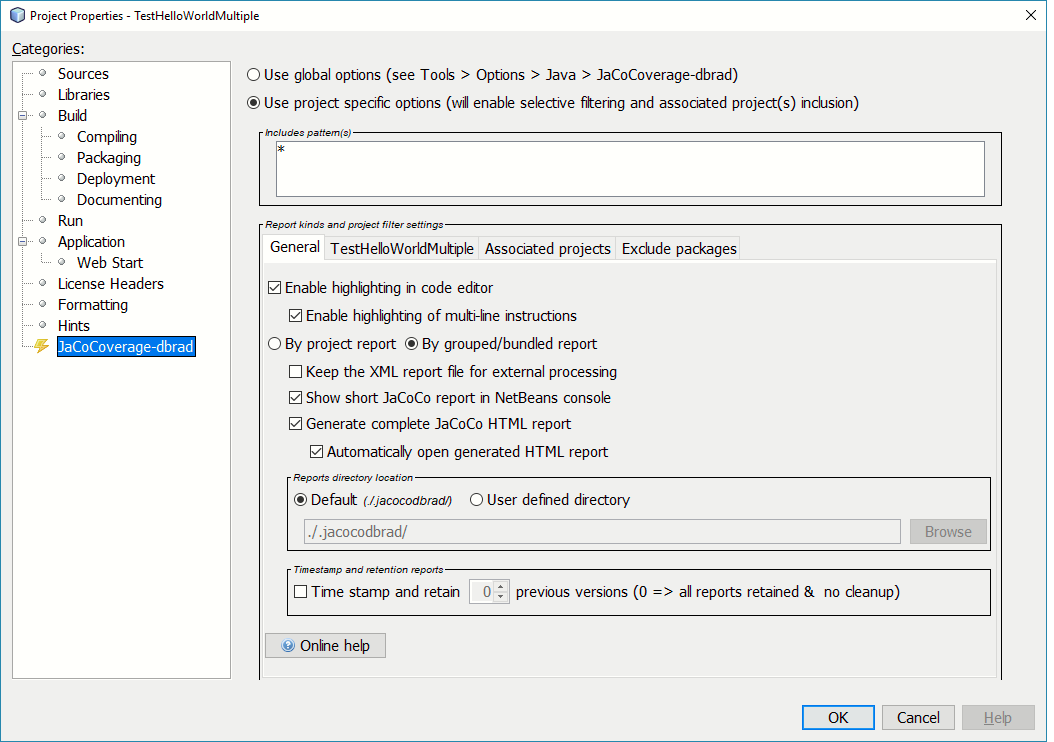 Project Properties - TestHelloWorldMultiple
Categories:
Sources
Libraries
Build
Compiling
Packaging
Deployment
Documenting
Run
Application
Web Start
License Headers
Formatting
Hints
JaCoCoverage-dbrad
Use global options (see Tools > Options > Java > JaCoCoverage-dbrad)
Use project specific options (will enable selective filtering and associated project(s) inclusion)
Includes pattern(s)
*
Report kinds and project filter settings
General TestHelloWorldMultiple Associated projects Exclude packages
Enable highlighting in code editor
Enable highlighting of multi-line instructions
By project report By grouped/bundled report
Keep the XML report file for external processing
Show short JaCoCo report in NetBeans console
Generate complete JaCoCo HTML report
Automatically open generated HTML report
Reports directory location
Default (./.jacocodbrad/) User defined directory
./.jacocodbrad/ Browse
Timestamp and retention reports
Time stamp and retain 0 previous versions (0 => all reports retained & no cleanup)
Online help
OK Cancel Help